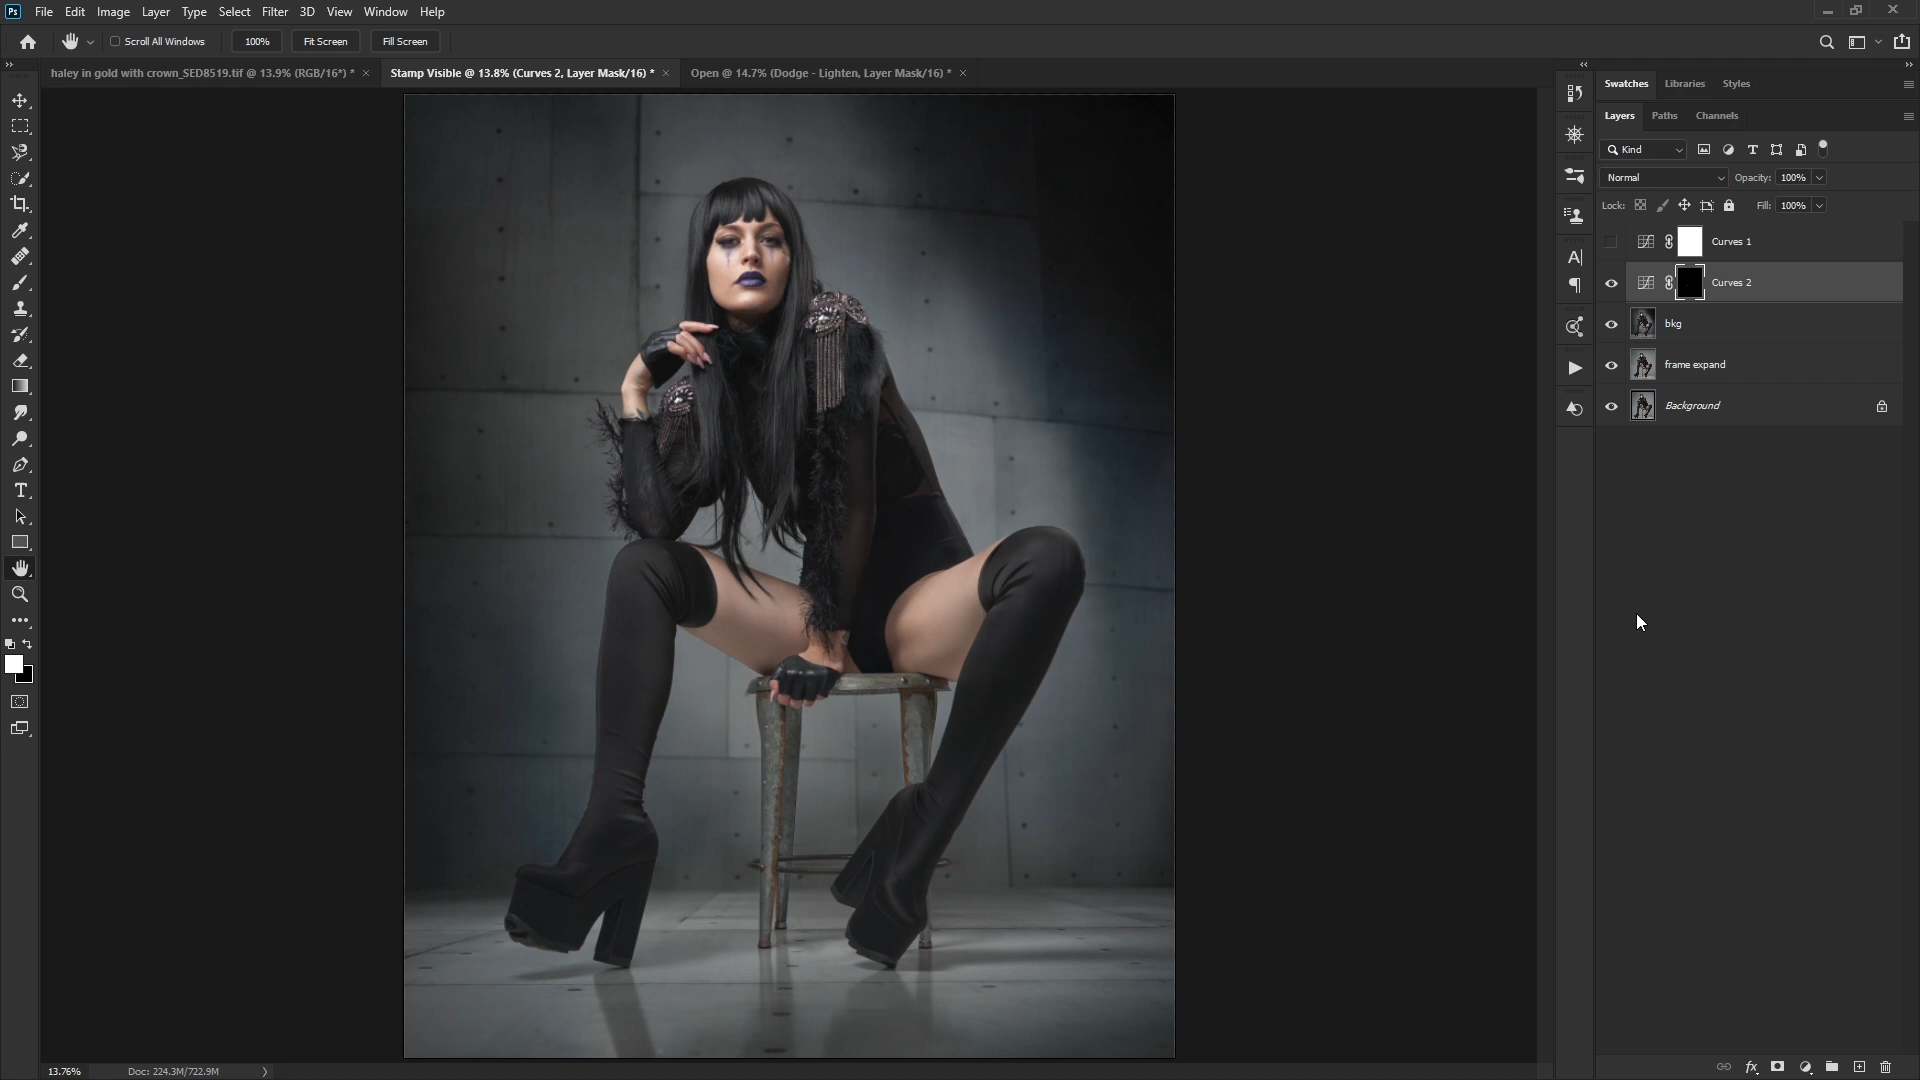 Ps File Edit Image Layer Type Select Filter 3D View Window Help
Scroll All Windows 100% Fit Screen Fill Screen
haley in gold with crown_SED8519.tif @ 13.9% (RGB/16*) * Stamp Visible @ 13.8% (Curves 2, Layer Mask/16) * Open @ 14.7% (Dodge - Lighten, Layer Mask/16) *
Swatches Libraries Styles
Layers Paths Channels
Kind
Normal Opacity: 100%
Lock: Fill: 100%
Curves 1
Curves 2
bkg
frame expand
Background
13.76% Doc: 224.3M/722.9M